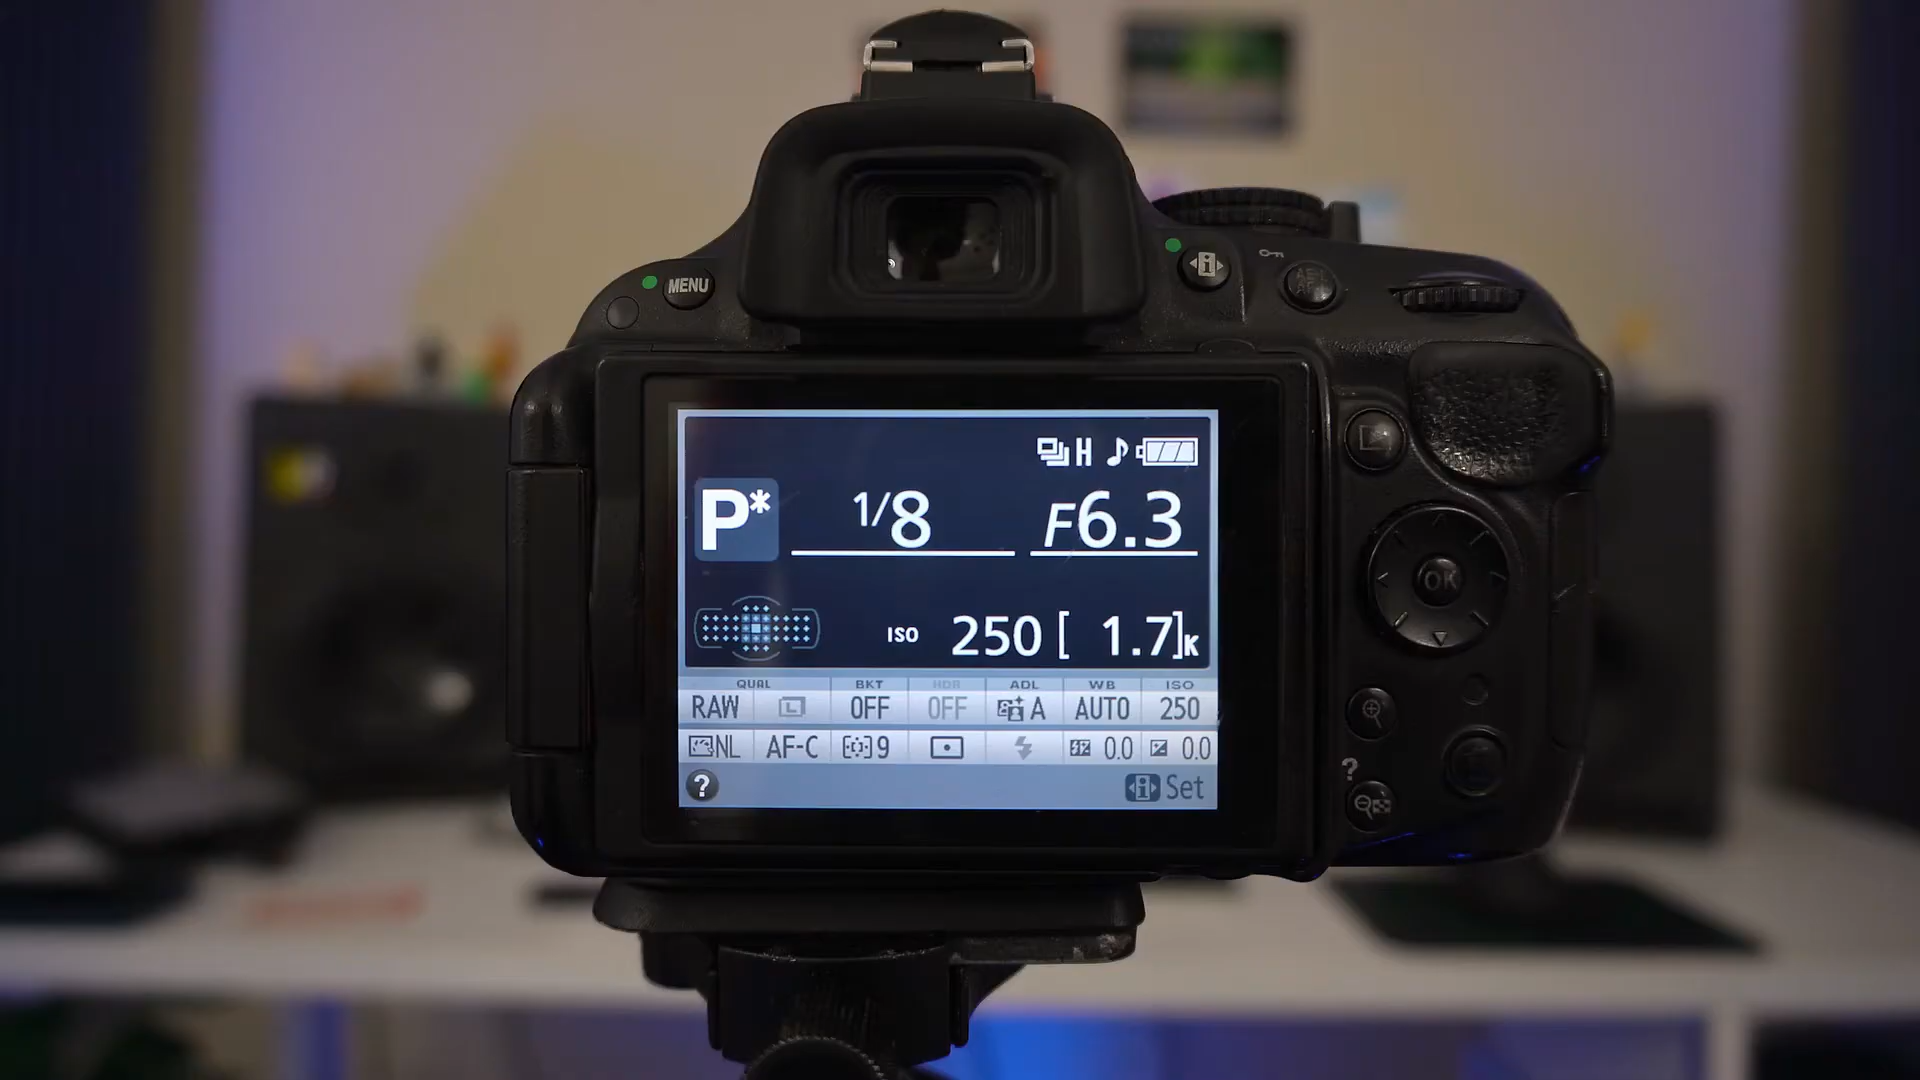 MENU
H
P* 1/8 F6.3
ISO 250 [ 1.7]K
QUAL BKT HDR ADL WB ISO
RAW L OFF OFF A AUTO 250
NL AF-C [ ] 9 0.0 0.0
? Set
OK
?